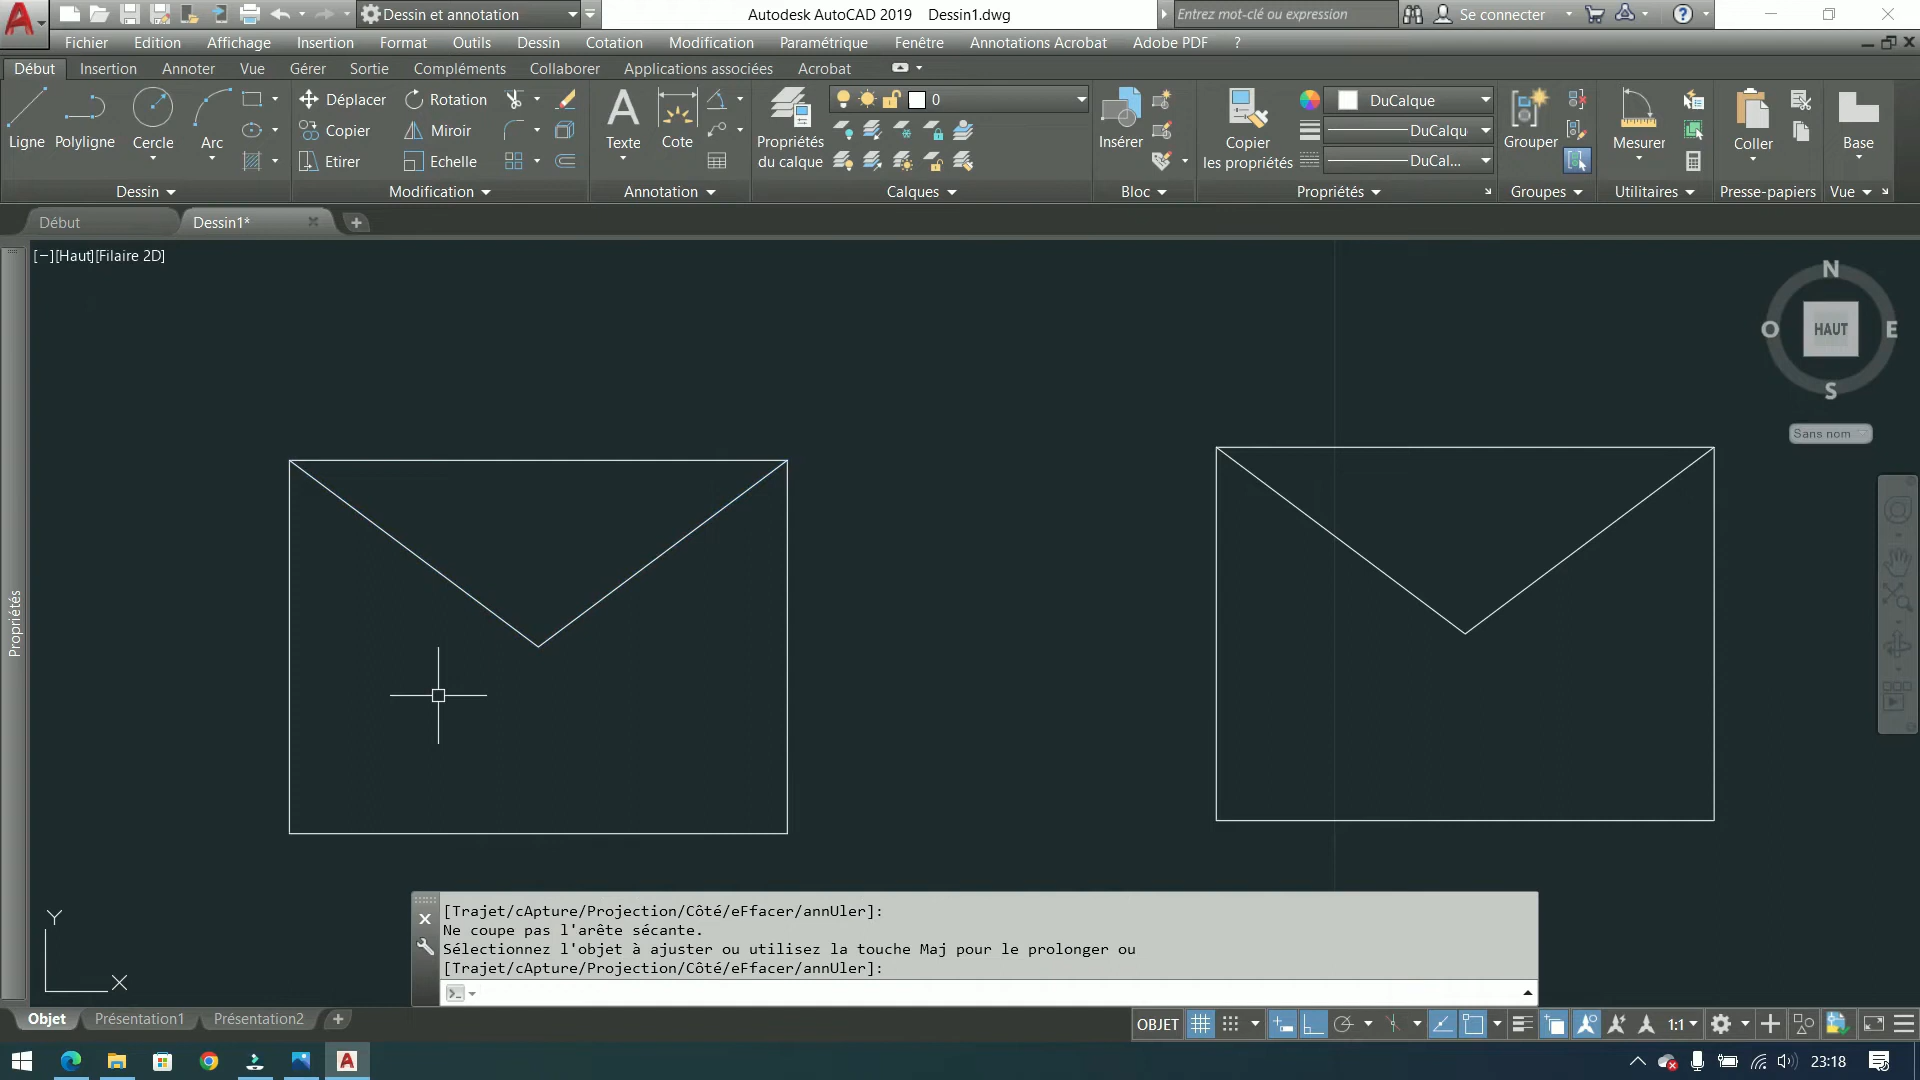 Dessin et annotation
Autodesk AutoCAD 2019 Dessin1.dwg
Entrez mot-clé ou expression
Se connecter
Fichier Edition Affichage Insertion Format Outils Dessin Cotation Modification Paramétrique Fenêtre Annotations Acrobat Adobe PDF ?
Début Insertion Annoter Vue Gérer Sortie Compléments Collaborer Applications associées Acrobat
Ligne Polyligne Cercle Arc
Déplacer Rotation
Copier Miroir
Etirer Echelle
Texte Cote
Propriétés
du calque
0
Insérer
Copier
les propriétés
DuCalque
DuCalqu
DuCal...
Grouper
Mesurer
Coller
Base
Dessin Modification Annotation Calques Bloc Propriétés Groupes Utilitaires Presse-papiers Vue
Début Dessin1*
[−][Haut][Filaire 2D]
N
O HAUT E
S
Sans nom
Propriétés
Y
X
[Trajet/cApture/Projection/Côté/eFfacer/annUler]:
Ne coupe pas l'arête sécante.
Sélectionnez l'objet à ajuster ou utilisez la touche Maj pour le prolonger ou
[Trajet/cApture/Projection/Côté/eFfacer/annUler]:
Objet Présentation1 Présentation2 +
OBJET 1:1
23:18